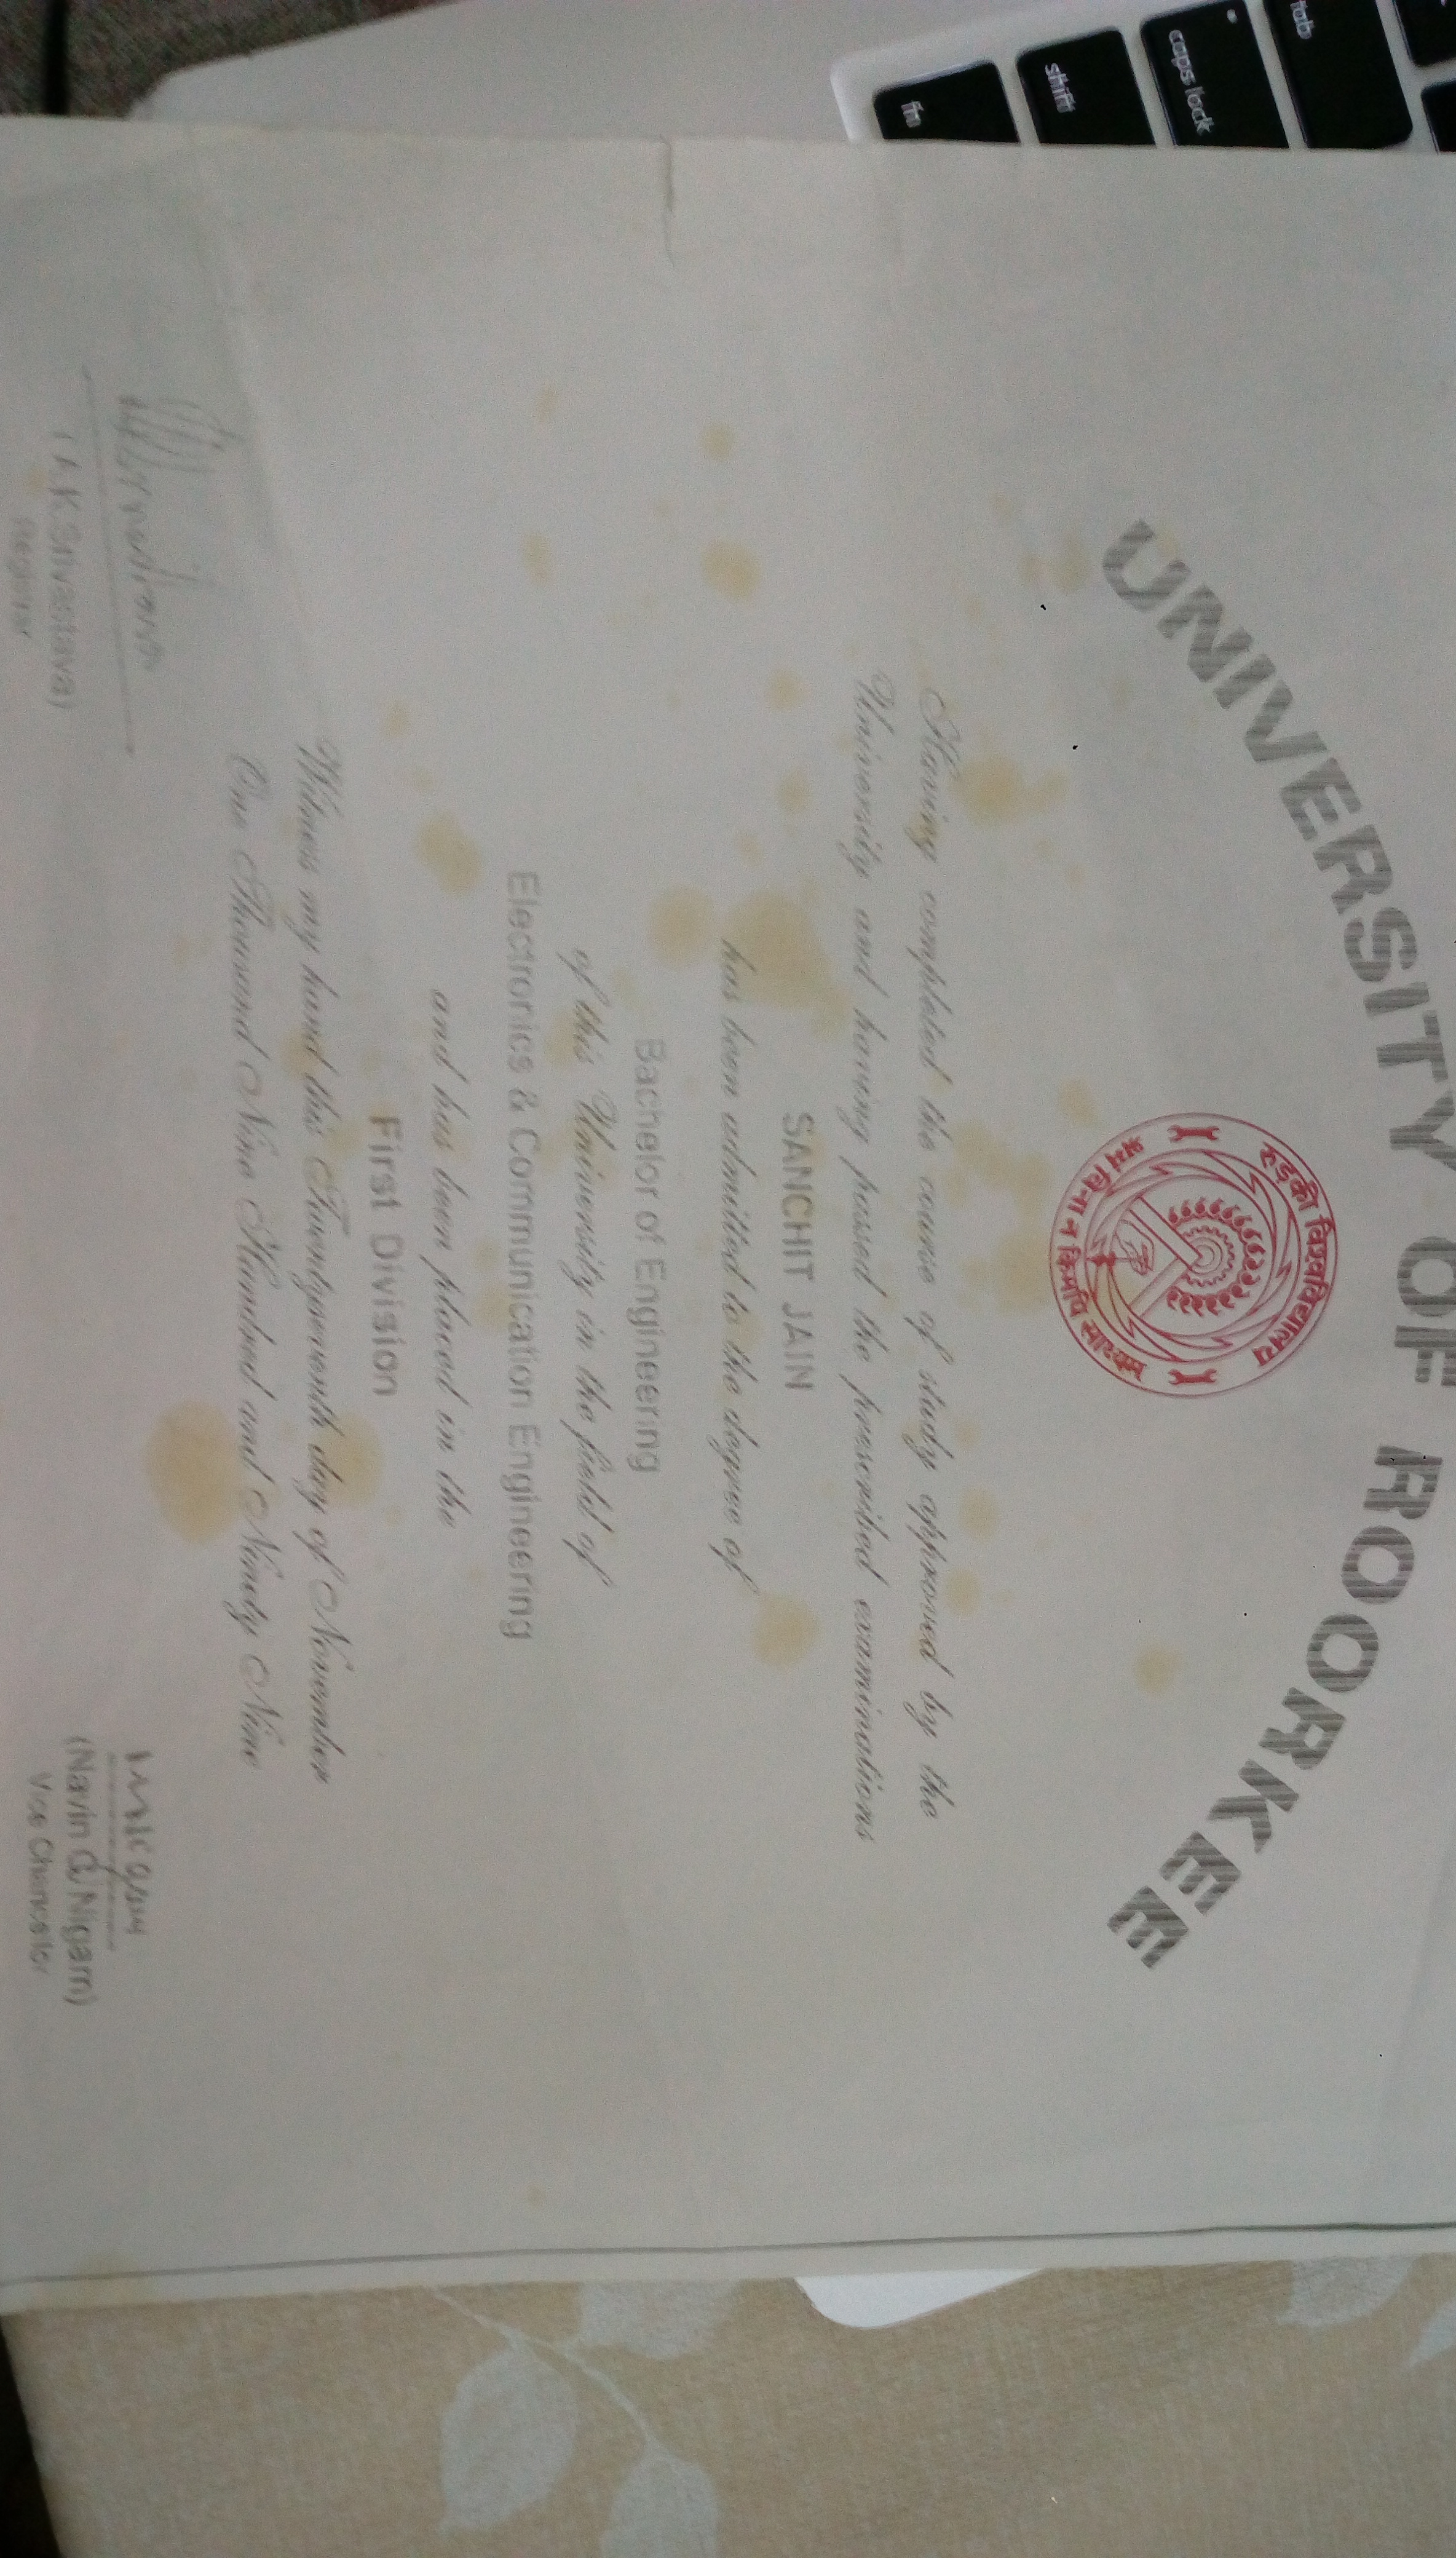 UNIVERSITY OF ROORKEE
रुड़की विश्वविद्यालय
श्रमं विना न किमपि साध्यम्
Having completed the course of study approved by the
University and having passed the prescribed examinations
SANCHIT JAIN
has been admitted to the degree of
Bachelor of Engineering
of this University in the field of
Electronics & Communication Engineering
and has been placed in the
First Division
Witness my hand this Twentyseventh day of November
One Thousand Nine Hundred and Ninety Nine
(A.K.Srivastava)
Registrar
(Navin C. Nigam)
Vice Chancellor
tab
caps lock
shift
fn